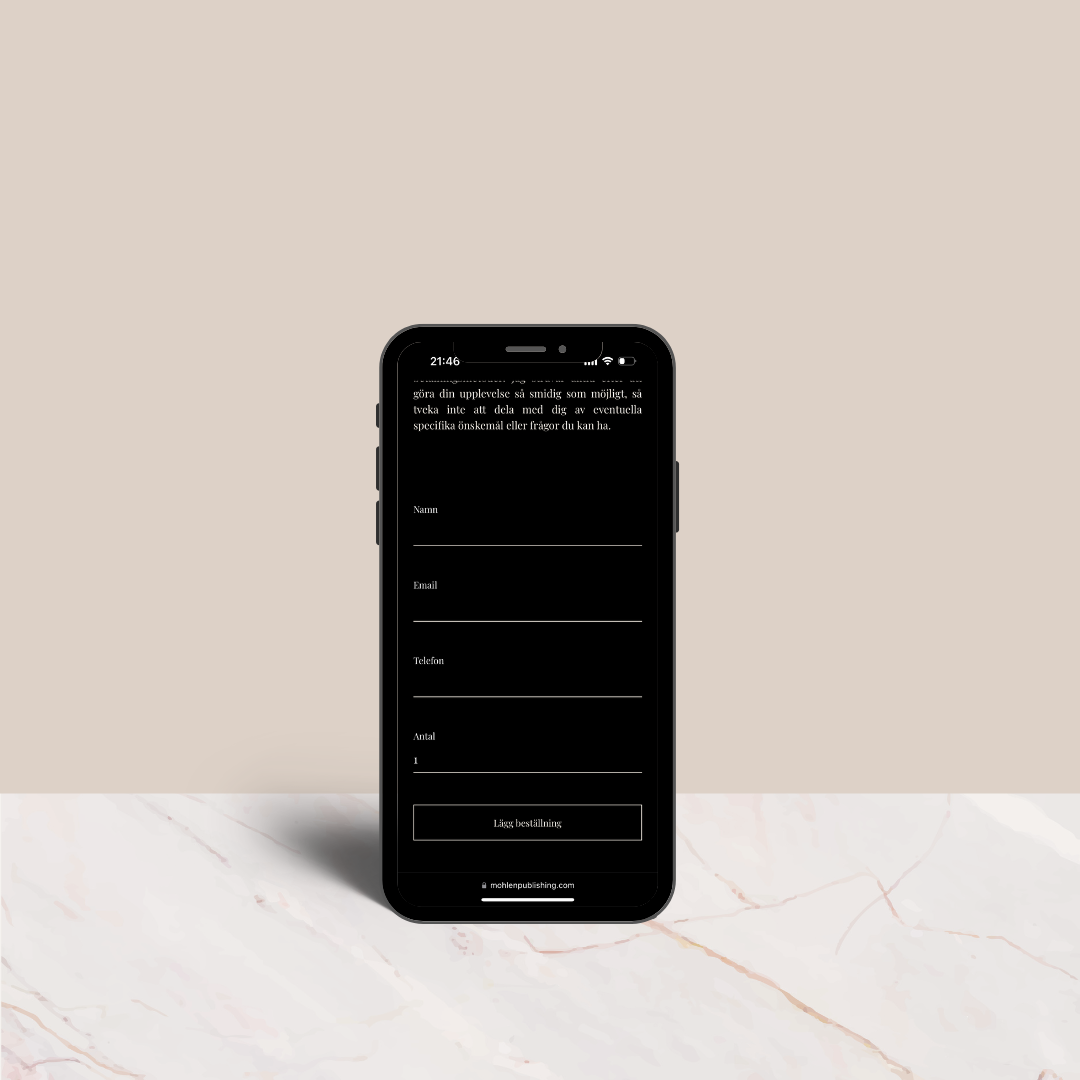 21:46
göra din upplevelse så smidig som möjligt, så
tveka inte att dela med dig av eventuella
specifika önskemål eller frågor du kan ha.
Namn
Email
Telefon
Antal
1
Lägg beställning
mohlenpublishing.com